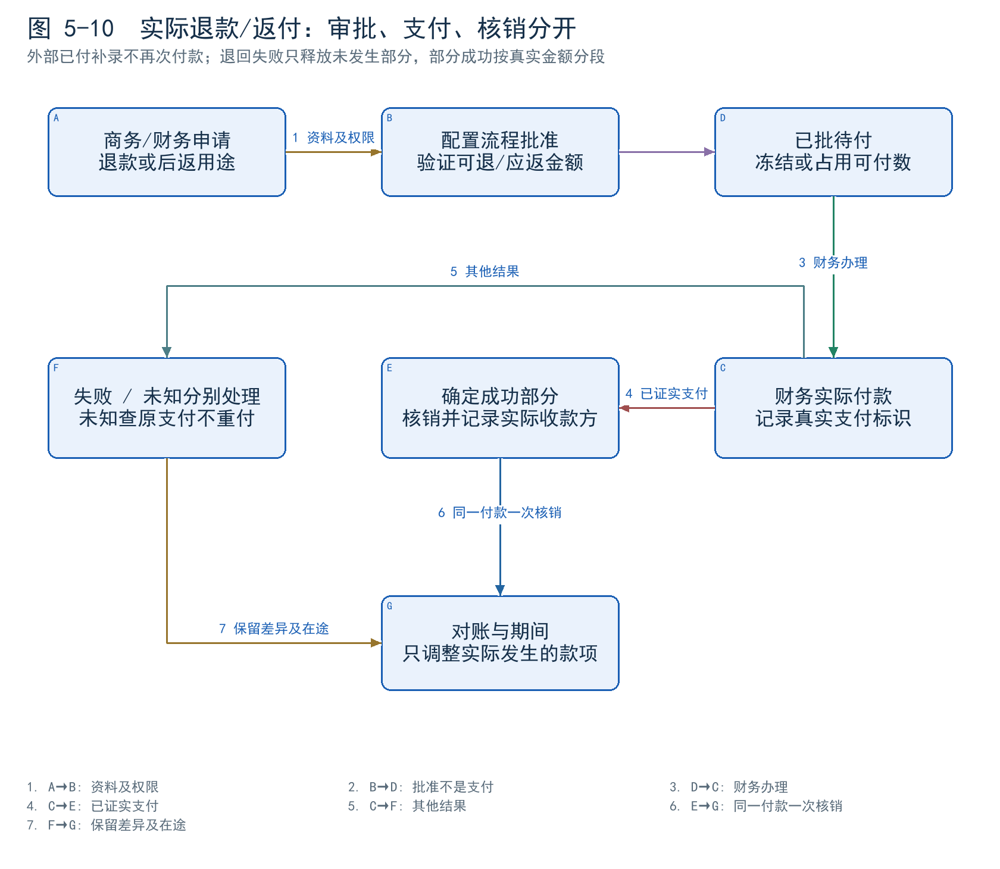 图 5-10  实际退款/返付：审批、支付、核销分开
外部已付补录不再次付款；退回失败只释放未发生部分，部分成功按真实金额分段
A
商务/财务申请
退款或后返用途
1 资料及权限
B
配置流程批准
验证可退/应返金额
D
已批待付
冻结或占用可付数
3 财务办理
5 其他结果
F
失败 / 未知分别处理
未知查原支付不重付
E
确定成功部分
核销并记录实际收款方
4 已证实支付
C
财务实际付款
记录真实支付标识
6 同一付款一次核销
7 保留差异及在途
G
对账与期间
只调整实际发生的款项
1. A→B: 资料及权限
2. B→D: 批准不是支付
3. D→C: 财务办理
4. C→E: 已证实支付
5. C→F: 其他结果
6. E→G: 同一付款一次核销
7. F→G: 保留差异及在途